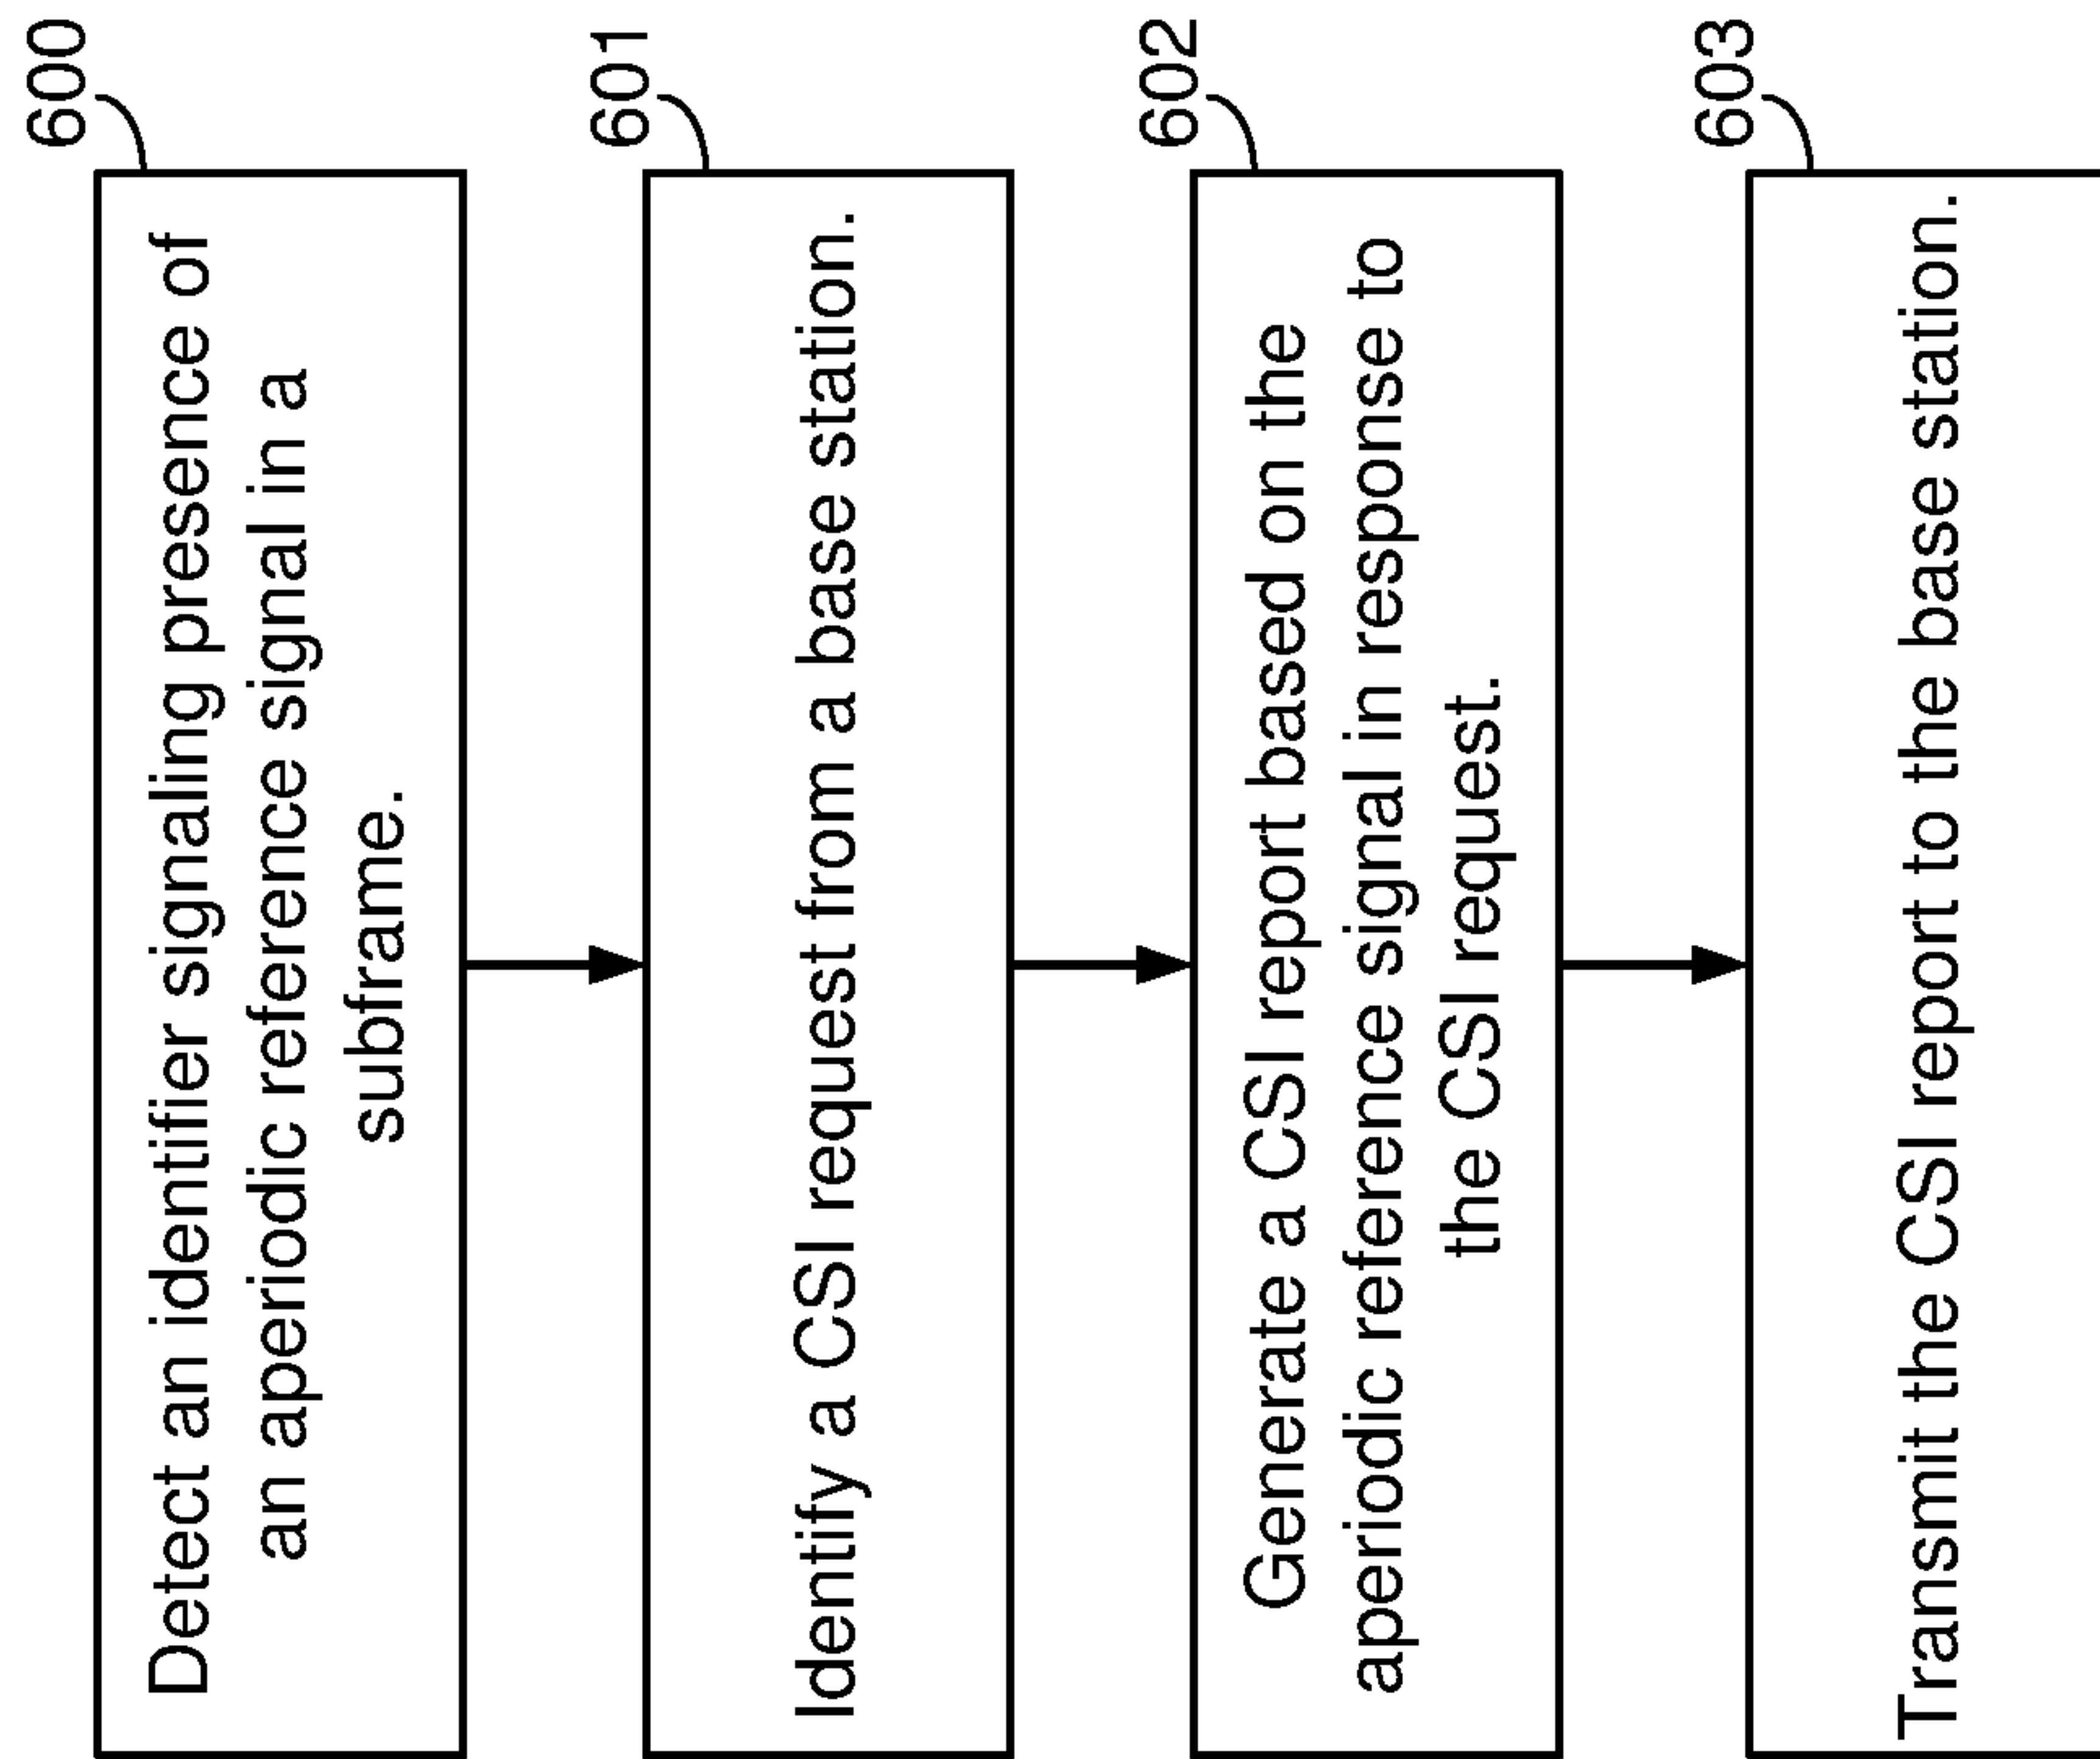 600
Detect an identifier signaling presence of
an aperiodic reference signal in a
subframe.
601
Identify a CSI request from a base station.
602
Generate a CSI report based on the
aperiodic reference signal in response to
the CSI request.
603
Transmit the CSI report to the base station.